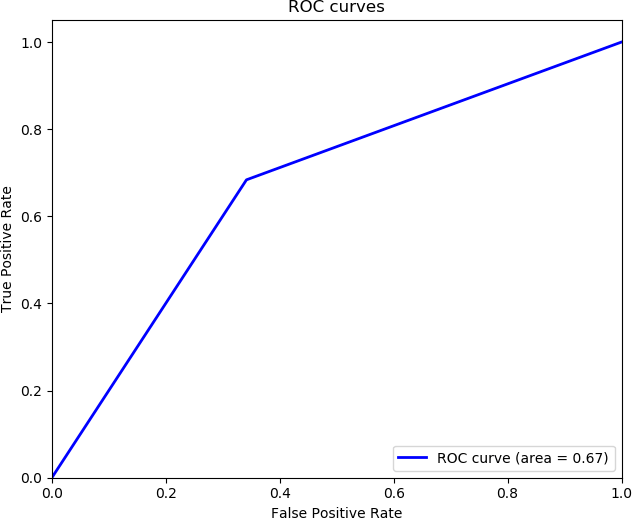 ROC curves
True Positive Rate
1.0
0.8
0.6
0.4
0.2
0.0
ROC curve (area = 0.67)
0.0 0.2 0.4 0.6 0.8 1.0
False Positive Rate